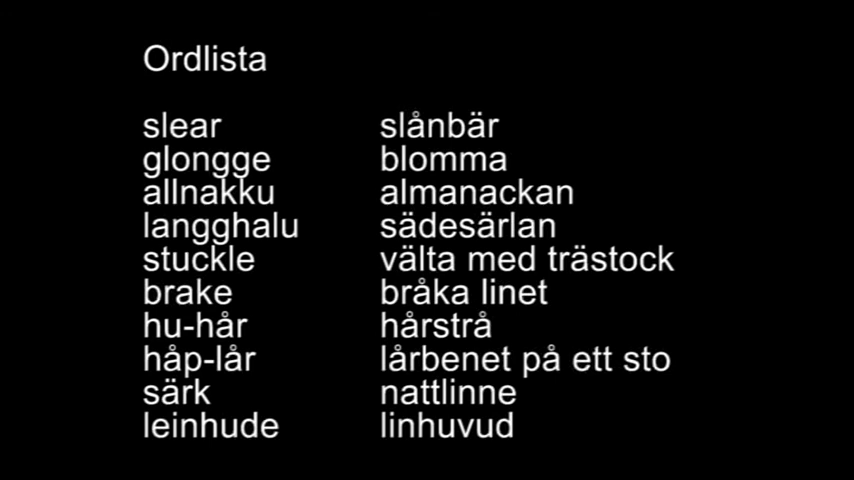 Ordlista
slear slånbär
glongge blomma
allnakku almanackan
langghalu sädesärlan
stuckle välta med trästock
brake bråka linet
hu-hår hårstrå
håp-lår lårbenet på ett sto
särk nattlinne
leinhude linhuvud